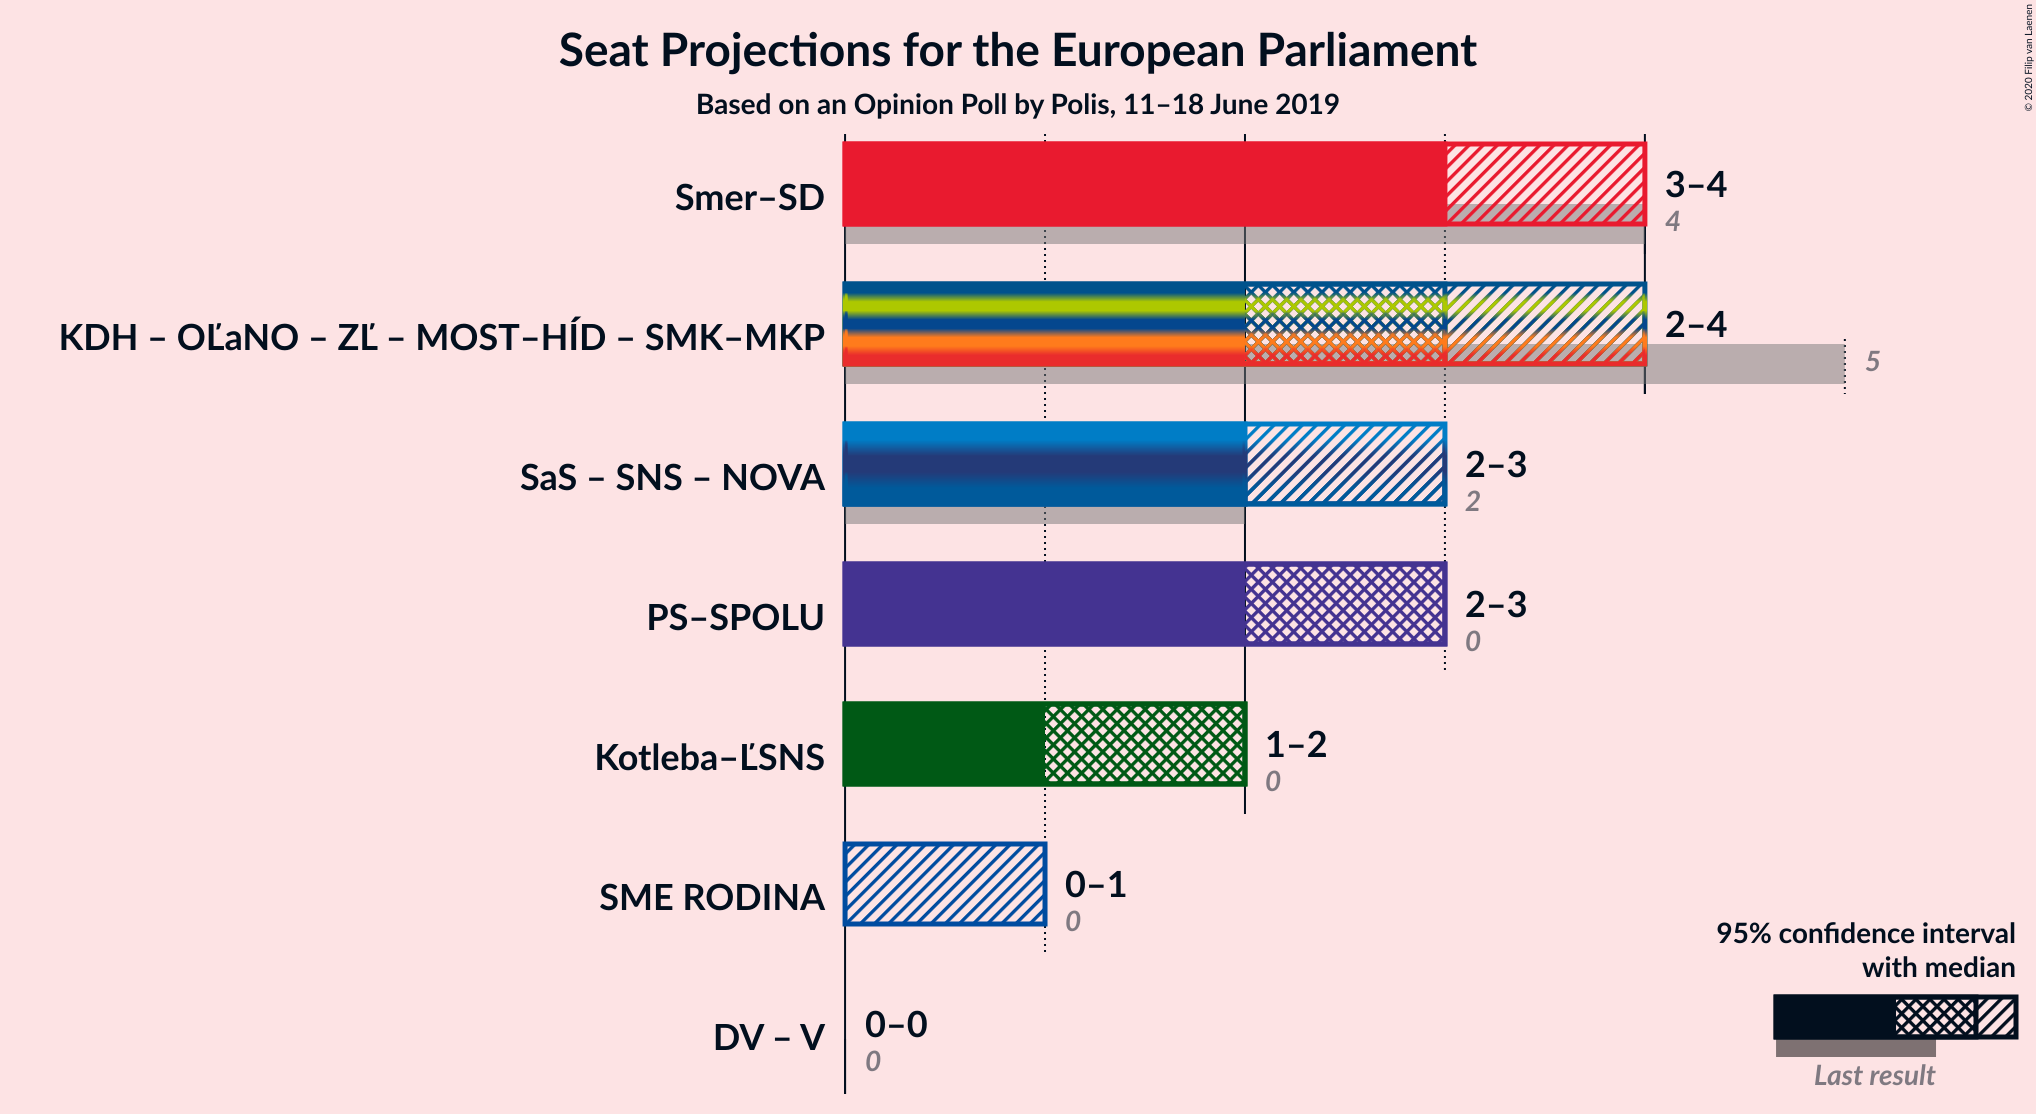 Seat Projections for the European Parliament
Based on an Opinion Poll by Polis, 11–18 June 2019
© 2020 Filip van Laenen
Smer–SD
3–4
4
KDH – OĽaNO – ZĽ – MOST–HÍD – SMK–MKP
2–4
5
SaS – SNS – NOVA
2–3
2
PS–SPOLU
2–3
0
Kotleba–ĽSNS
1–2
0
SME RODINA
0–1
0
DV – V
0–0
0
95% confidence interval
with median
Last result